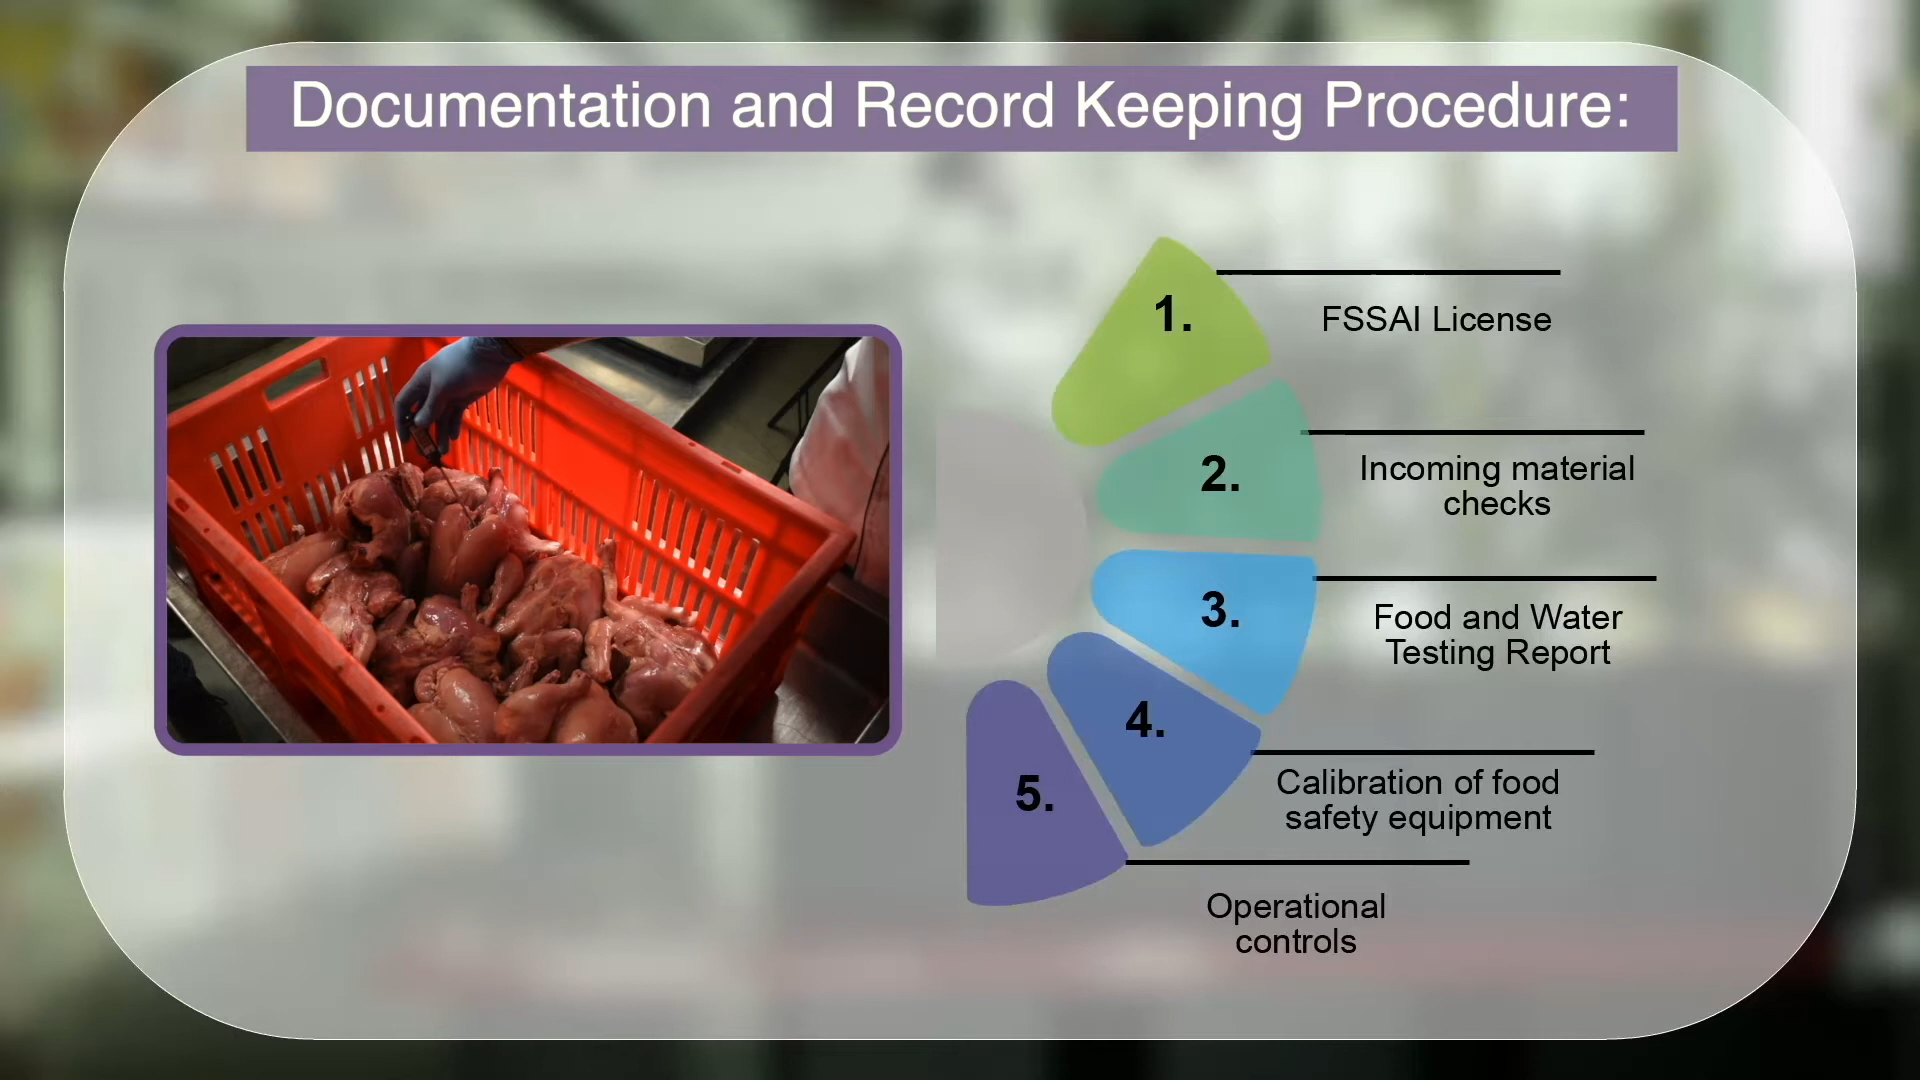 Documentation and Record Keeping Procedure:
1.
FSSAI License
2.
Incoming material
checks
3.
Food and Water
Testing Report
4.
Calibration of food
safety equipment
5.
Operational
controls